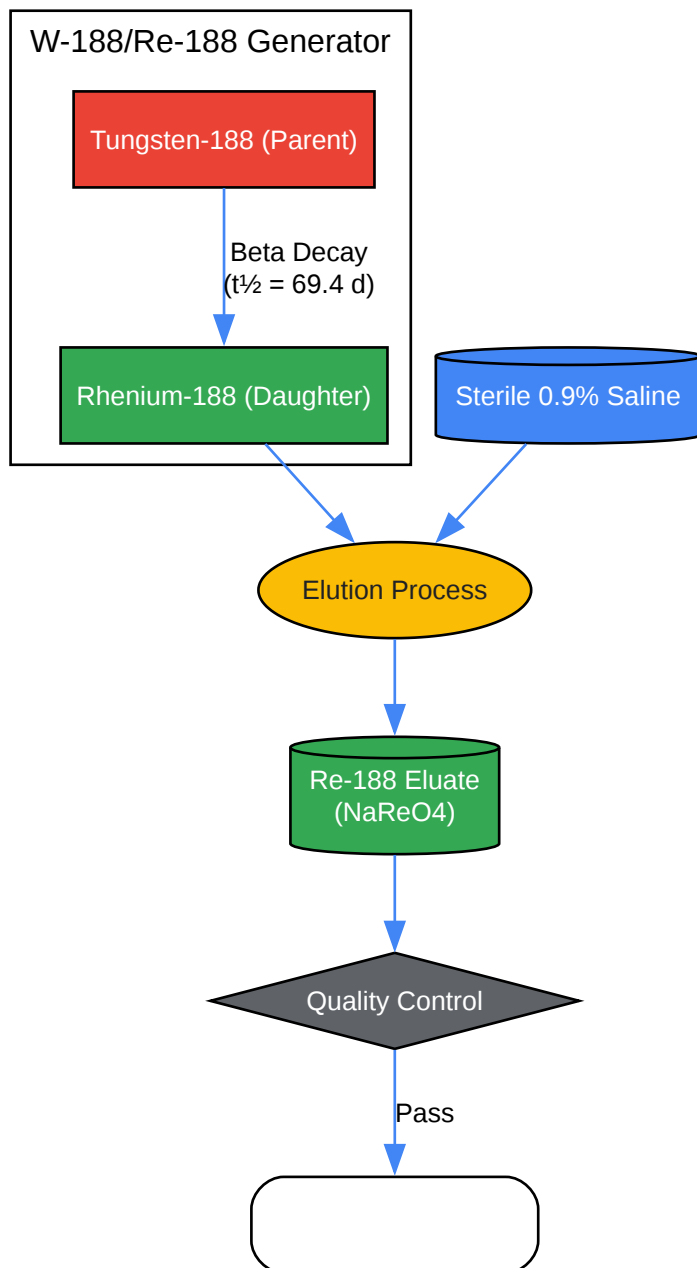 W-188/Re-188 Generator
Tungsten-188 (Parent)
Beta Decay
(t½ = 69.4 d)
Rhenium-188 (Daughter)
Sterile 0.9% Saline
Elution Process
Re-188 Eluate
(NaReO4)
Quality Control
Pass